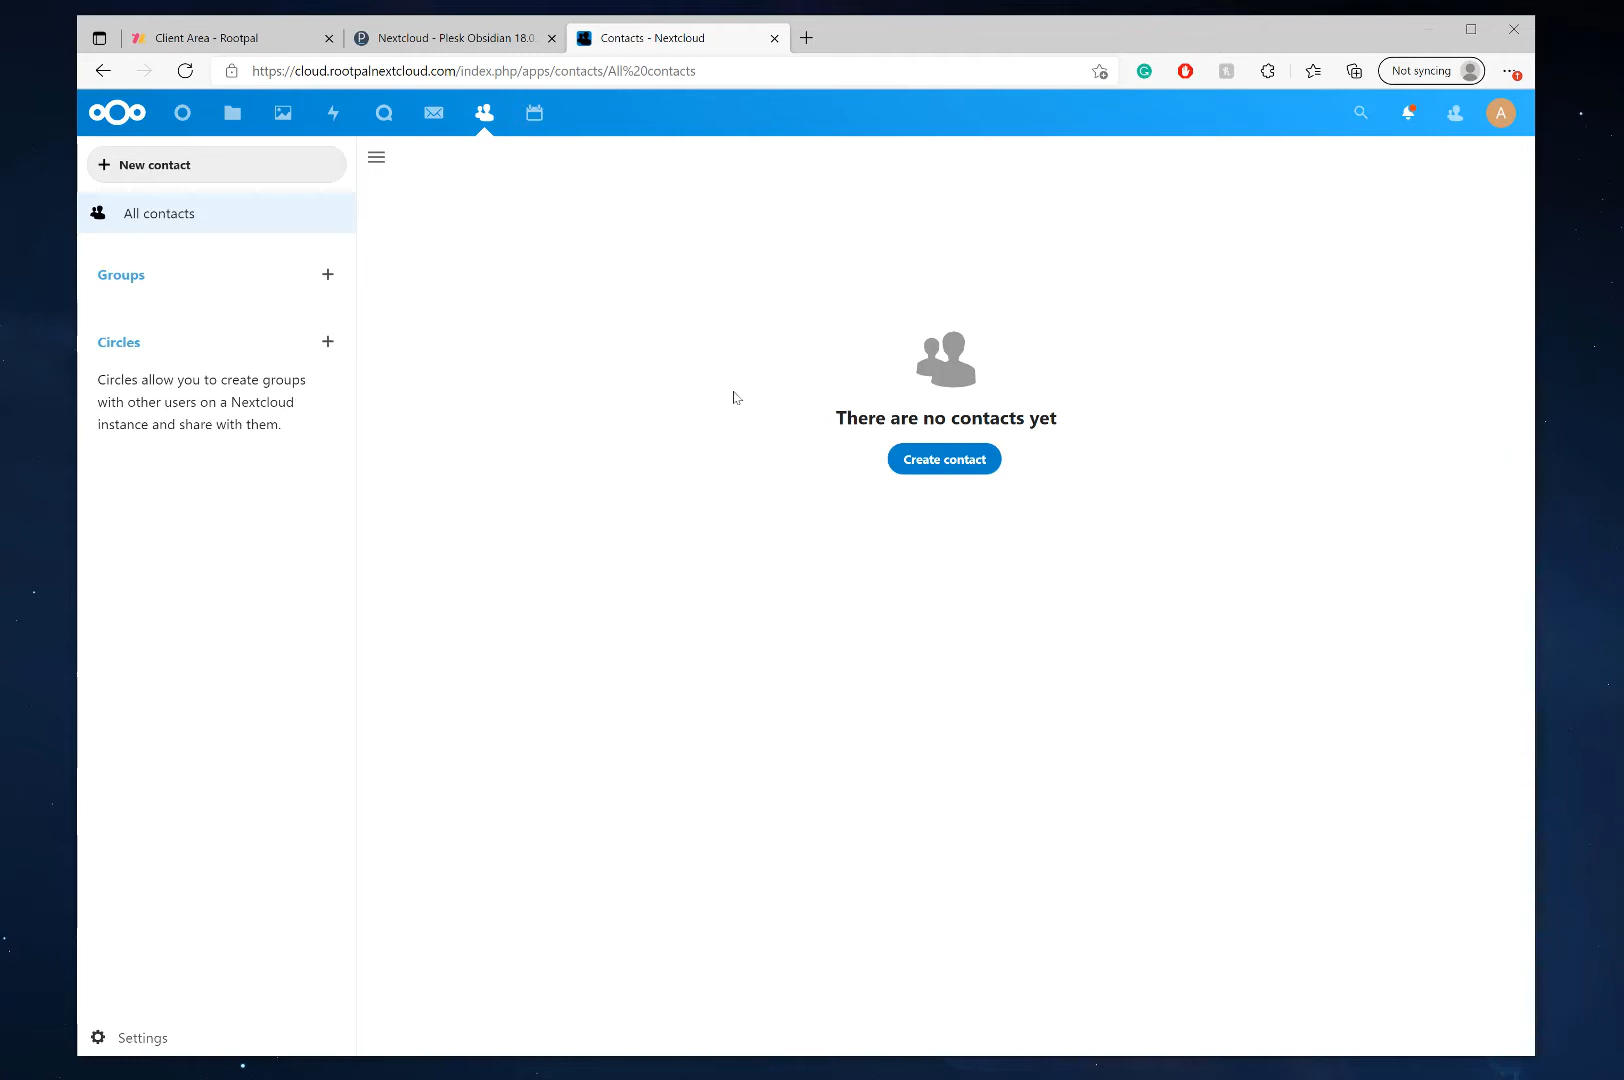 Client Area - Rootpal
Nextcloud - Plesk Obsidian 18.0.
Contacts - Nextcloud
https://cloud.rootpalnextcloud.com/index.php/apps/contacts/All%20contacts
Not syncing
A
New contact
All contacts
Groups
Circles
Circles allow you to create groups
with other users on a Nextcloud
instance and share with them.
There are no contacts yet
Create contact
Settings